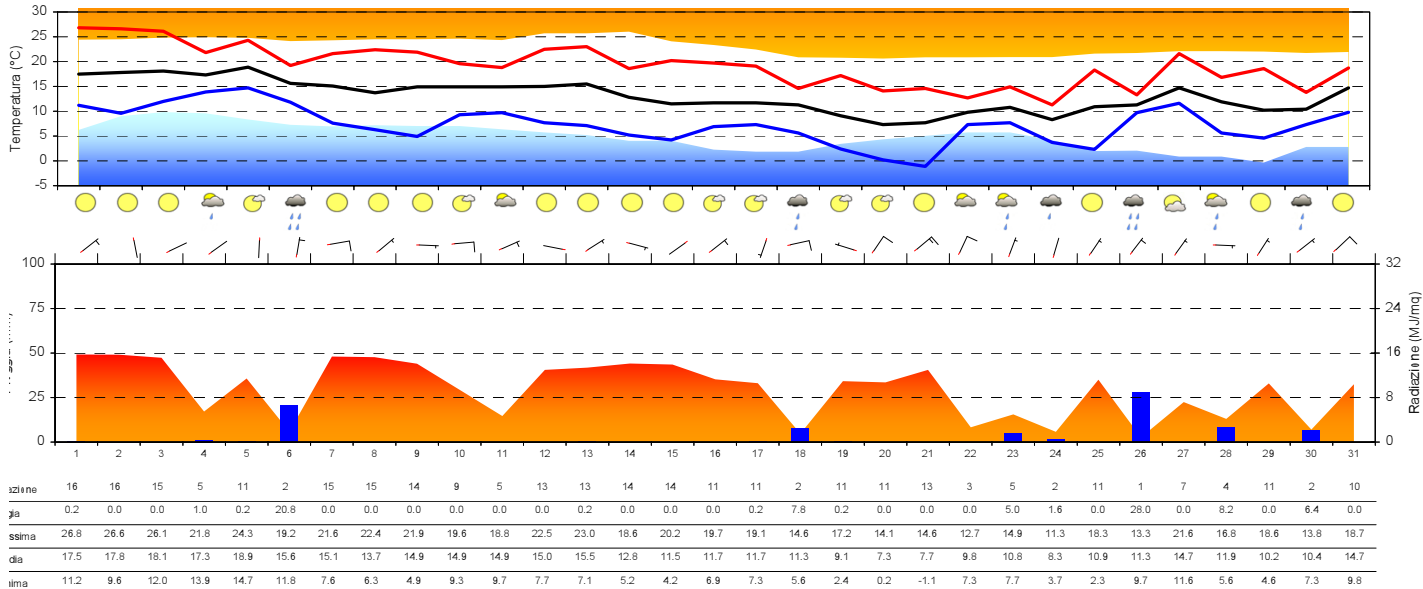 30
25
20
15
10
5
0
-5
Temperatura (°C)
100
75
50
25
0
32
24
16
8
0
Radiazione (MJ/mq)
1 2 3 4 5 6 7 8 9 10 11 12 13 14 15 16 17 18 19 20 21 22 23 24 25 26 27 28 29 30 31
16 16 15 5 11 2 15 15 14 9 5 13 13 14 14 11 11 2 11 11 13 3 5 2 11 1 7 4 11 2 10
0.2 0.0 0.0 1.0 0.2 20.8 0.0 0.0 0.0 0.0 0.0 0.0 0.2 0.0 0.0 0.0 0.2 7.8 0.2 0.0 0.0 0.0 5.0 1.6 0.0 28.0 0.0 8.2 0.0 6.4 0.0
26.8 26.6 26.1 21.8 24.3 19.2 21.6 22.4 21.9 19.6 18.8 22.5 23.0 18.6 20.2 19.7 19.1 14.6 17.2 14.1 14.6 12.7 14.9 11.3 18.3 13.3 21.6 16.8 18.6 13.8 18.7
17.5 17.8 18.1 17.3 18.9 15.6 15.1 13.7 14.9 14.9 14.9 15.0 15.5 12.8 11.5 11.7 11.7 11.3 9.1 7.3 7.7 9.8 10.8 8.3 10.9 11.3 14.7 11.9 10.2 10.4 14.7
11.2 9.6 12.0 13.9 14.7 11.8 7.6 6.3 4.9 9.3 9.7 7.7 7.1 5.2 4.2 6.9 7.3 5.6 2.4 0.2 -1.1 7.3 7.7 3.7 2.3 9.7 11.6 5.6 4.6 7.3 9.8